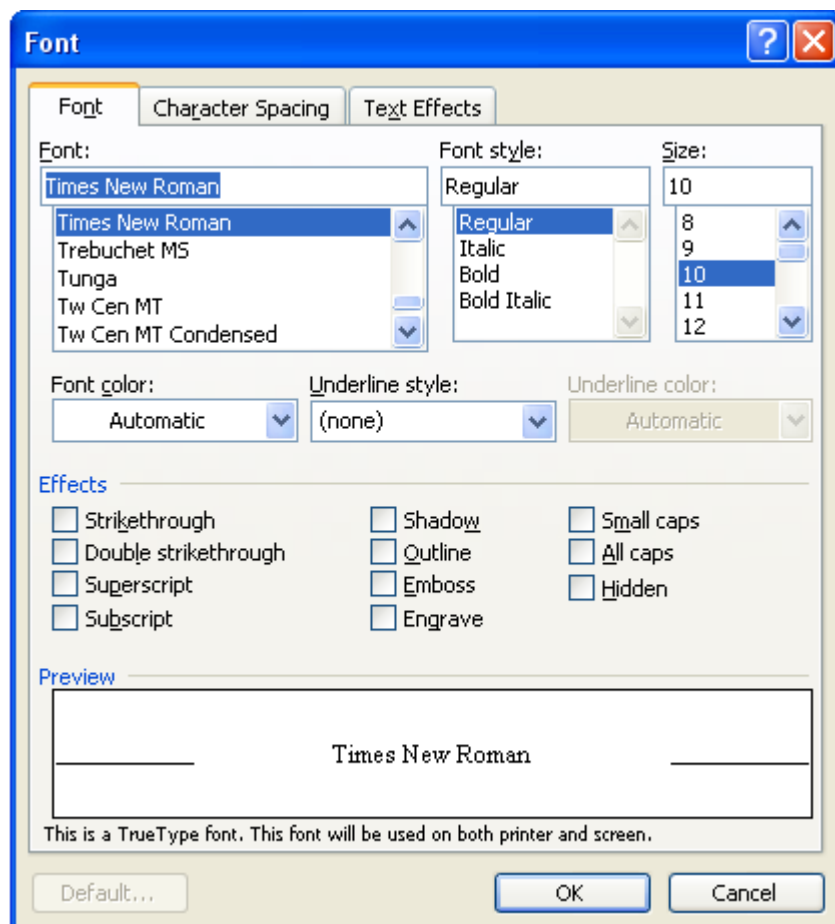 Font
Font Character Spacing Text Effects
Font: Font style: Size:
Times New Roman Regular 10
Times New Roman Regular 8
Trebuchet MS Italic 9
Tunga Bold 10
Tw Cen MT Bold Italic 11
Tw Cen MT Condensed 12
Font color: Underline style: Underline color:
Automatic (none) Automatic
Effects
Strikethrough Shadow Small caps
Double strikethrough Outline All caps
Superscript Emboss Hidden
Subscript Engrave
Preview
Times New Roman
This is a TrueType font. This font will be used on both printer and screen.
Default... OK Cancel